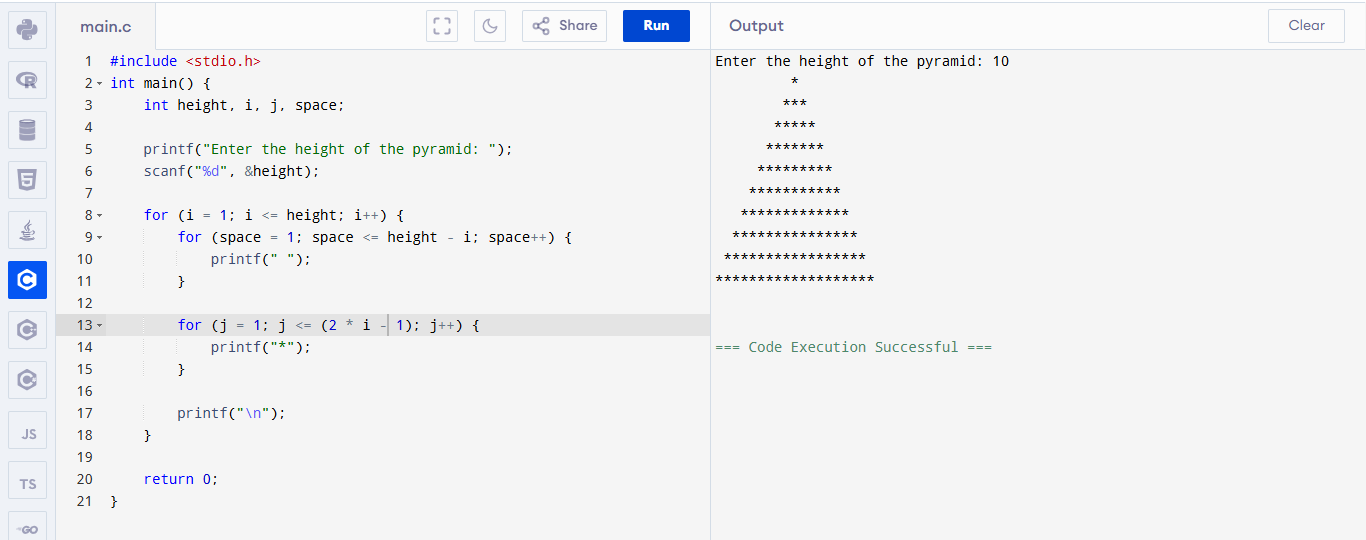 main.c
Share
Run
Output
Clear
1 #include <stdio.h>
2 int main() {
3     int height, i, j, space;
4
5     printf("Enter the height of the pyramid: ");
6     scanf("%d", &height);
7
8     for (i = 1; i <= height; i++) {
9         for (space = 1; space <= height - i; space++) {
10             printf(" ");
11         }
12
13         for (j = 1; j <= (2 * i - 1); j++) {
14             printf("*");
15         }
16
17         printf("\n");
18     }
19
20     return 0;
21 }
Enter the height of the pyramid: 10
         *
        ***
       *****
      *******
     *********
    ***********
   *************
  ***************
 *****************
*******************
=== Code Execution Successful ===
R
5
C
JS
TS
GO